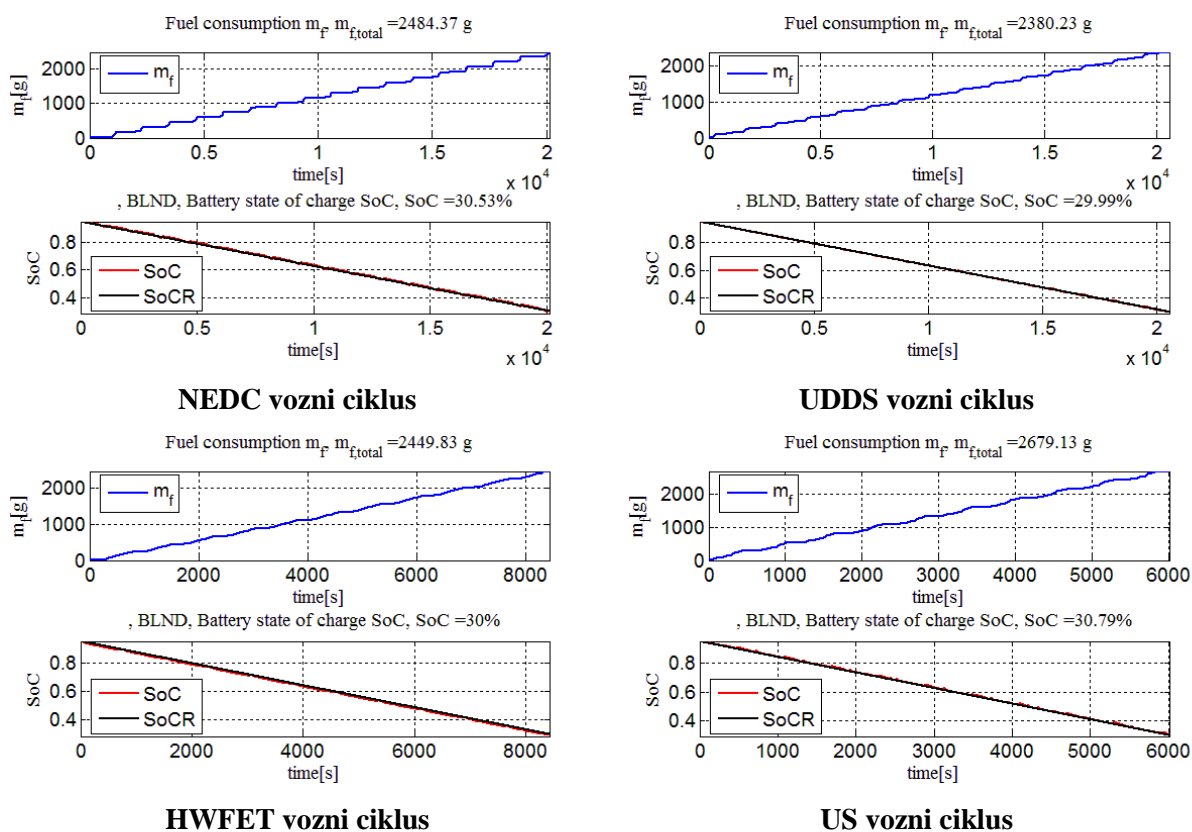 Fuel consumption m_f, m_f,total =2484.37 g
m_f[g]
2000
1000
0
m_f
0 0.5 1 1.5 2
time[s]
x 10^4
, BLND, Battery state of charge SoC, SoC =30.53%
SoC
0.8
0.6
0.4
SoC
SoCR
0 0.5 1 1.5 2
time[s]
x 10^4
NEDC vozni ciklus
Fuel consumption m_f, m_f,total =2380.23 g
m_f[g]
2000
1000
0
m_f
0 0.5 1 1.5 2
time[s]
x 10^4
, BLND, Battery state of charge SoC, SoC =29.99%
SoC
0.8
0.6
0.4
SoC
SoCR
0 0.5 1 1.5 2
time[s]
x 10^4
UDDS vozni ciklus
Fuel consumption m_f, m_f,total =2449.83 g
m_f[g]
2000
1000
0
m_f
0 2000 4000 6000 8000
time[s]
, BLND, Battery state of charge SoC, SoC =30%
SoC
0.8
0.6
0.4
SoC
SoCR
0 2000 4000 6000 8000
time[s]
HWFET vozni ciklus
Fuel consumption m_f, m_f,total =2679.13 g
m_f[g]
2000
1000
0
m_f
0 1000 2000 3000 4000 5000 6000
time[s]
, BLND, Battery state of charge SoC, SoC =30.79%
SoC
0.8
0.6
0.4
SoC
SoCR
0 1000 2000 3000 4000 5000 6000
time[s]
US vozni ciklus